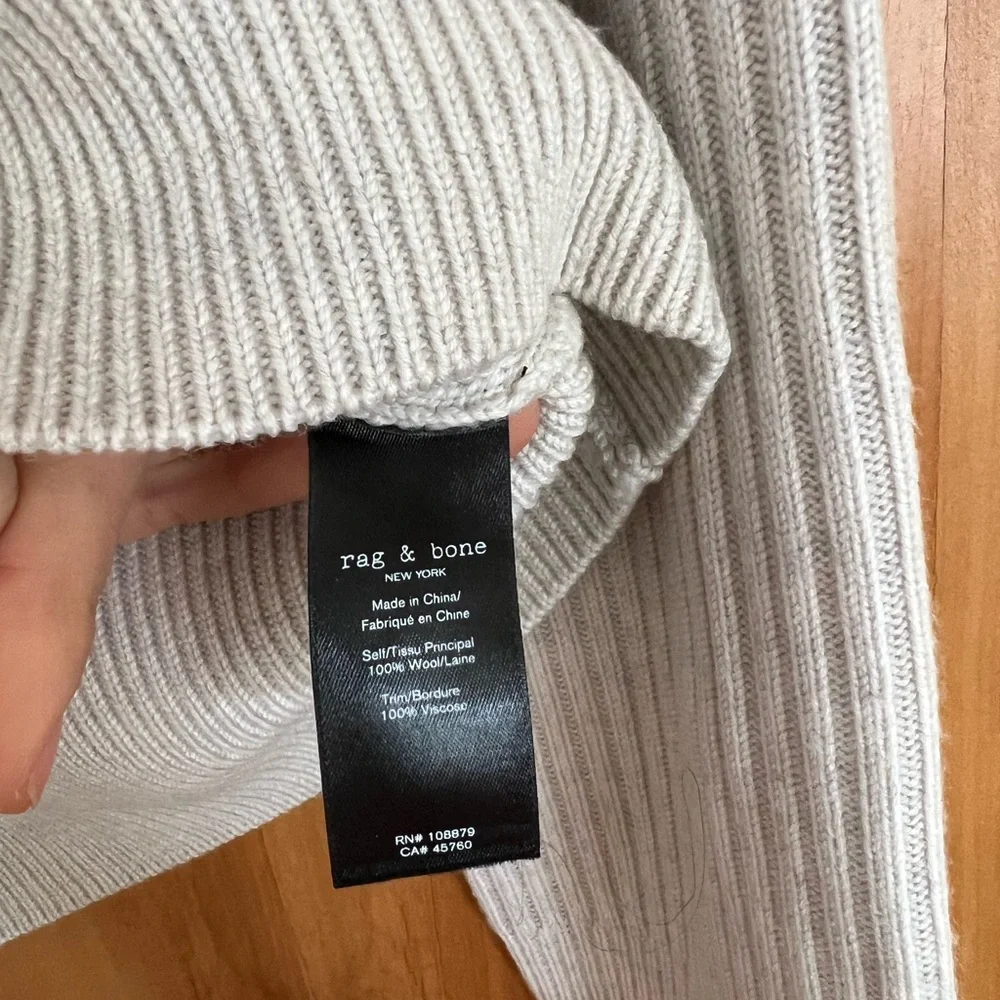 rag & bone
NEW YORK
Made in China/
Fabriqué en Chine
Self/Tissu Principal
100% Wool/Laine
Trim/Bordure
100% Viscose
RN# 108879
CA# 45760